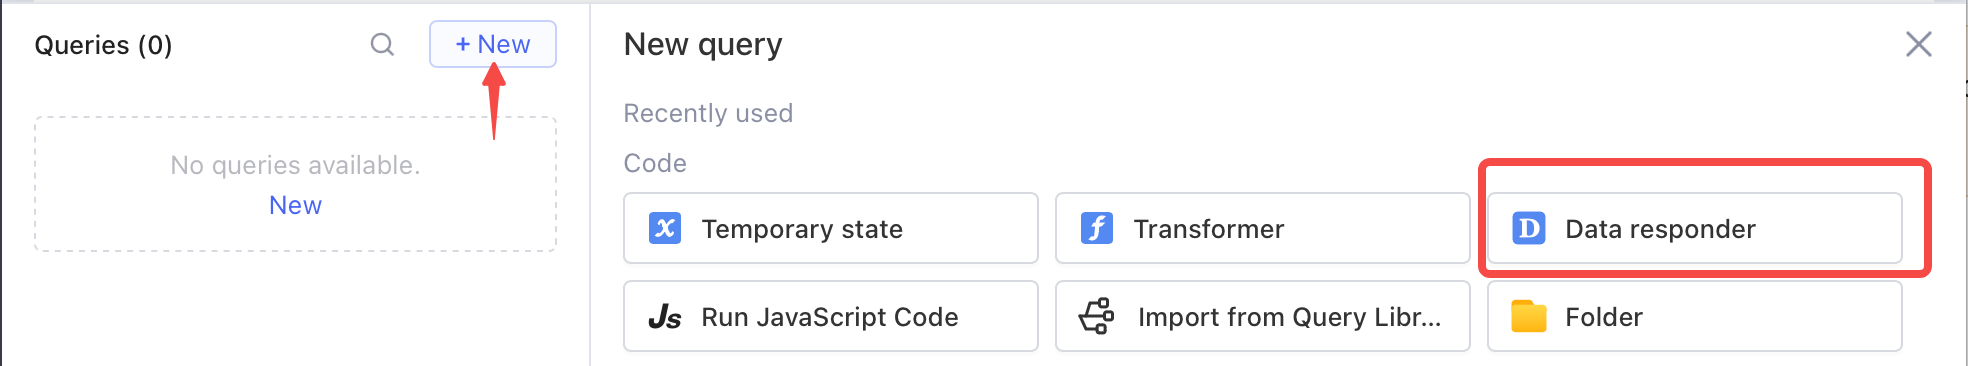 Queries (0)
+ New
No queries available.
New
New query
Recently used
Code
Temporary state
Transformer
D Data responder
Js Run JavaScript Code
Import from Query Libr...
Folder